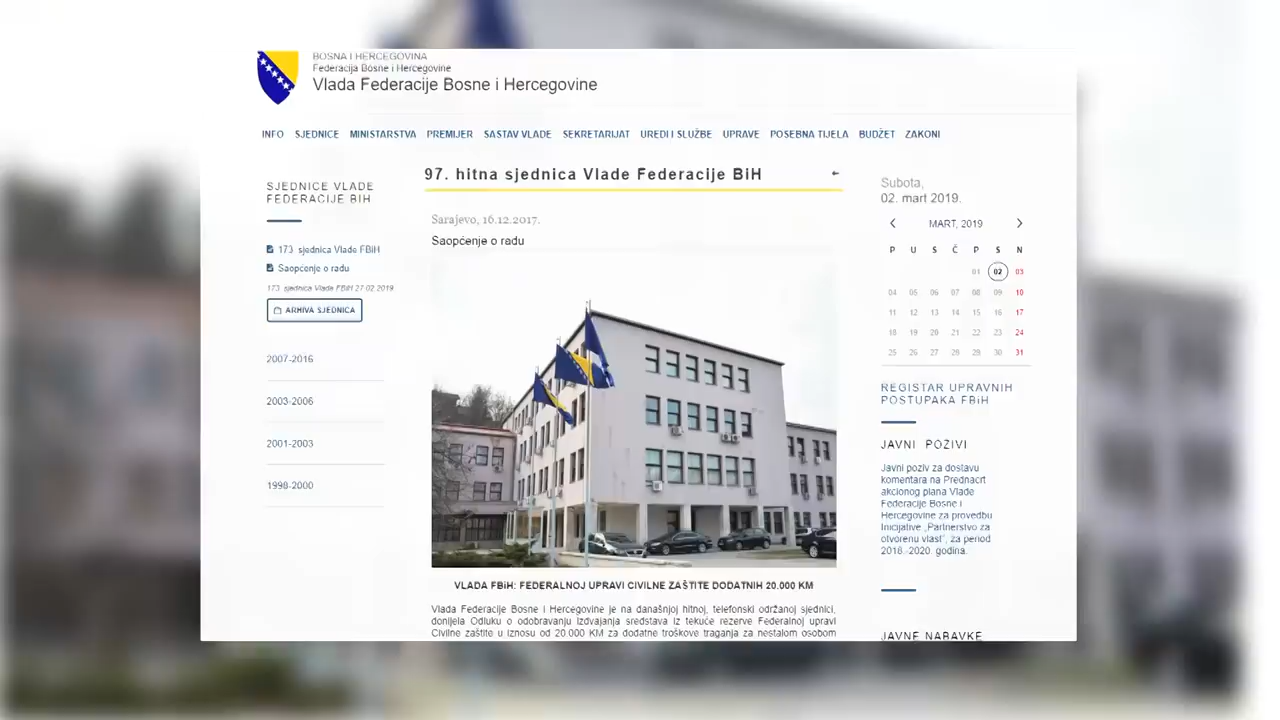 BOSNA I HERCEGOVINA
Federacija Bosne i Hercegovine
Vlada Federacije Bosne i Hercegovine
INFO SJEDNICE MINISTARSTVA PREMIJER SASTAV VLADE SEKRETARIJAT UREDI I SLUŽBE UPRAVE POSEBNA TIJELA BUDŽET ZAKONI
SJEDNICE VLADE
FEDERACIJE BIH
173. sjednica Vlade FBiH
Saopćenje o radu
173. sjednica Vlade FBiH 27.02.2019
ARHIVA SJEDNICA
2007-2016
2003-2006
2001-2003
1998-2000
97. hitna sjednica Vlade Federacije BiH
Sarajevo, 16.12.2017.
Saopćenje o radu
VLADA FBiH: FEDERALNOJ UPRAVI CIVILNE ZAŠTITE DODATNIH 20.000 KM
Vlada Federacije Bosne i Hercegovine je na današnjoj hitnoj, telefonski održanoj sjednici,
donijela Odluku o odobravanju izdvajanja sredstava iz tekuće rezerve Federalnoj upravi
Civilne zaštite u iznosu od 20.000 KM za dodatne troškove traganja za nestalom osobom
Subota,
02. mart 2019.
MART, 2019
P U S Č P S N
01 02 03
04 05 06 07 08 09 10
11 12 13 14 15 16 17
18 19 20 21 22 23 24
25 26 27 28 29 30 31
REGISTAR UPRAVNIH
POSTUPAKA FBiH
JAVNI POZIVI
Javni poziv za dostavu
komentara na Prednacrt
akcionog plana Vlade
Federacije Bosne i
Hercegovine za provedbu
Inicijative „Partnerstvo za
otvorenu vlast", za period
2018.-2020. godina.
JAVNE NABAVKE